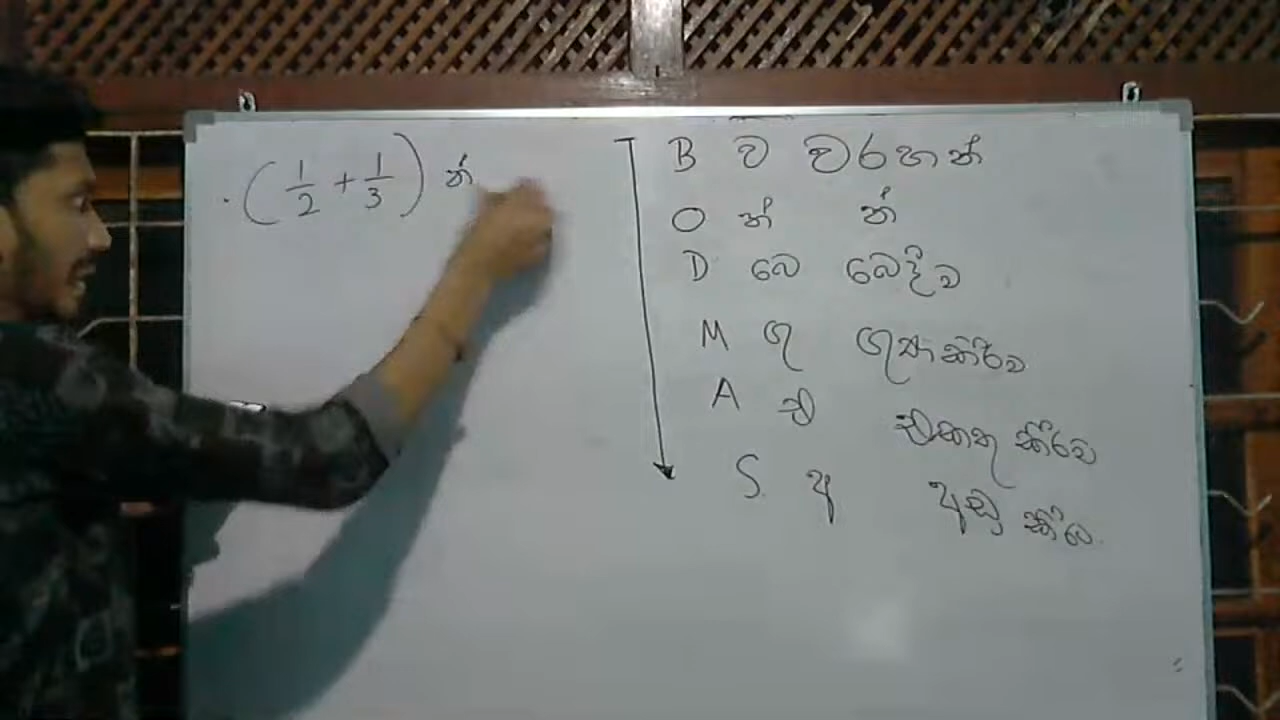 . (1/2 + 1/3) න්
B ව වරහන්
O න් න්
D බෙ බෙදීම
M ගු ගුණ කිරීම
A එ එකතු කිරීම
S. අ අඩු කිරීම